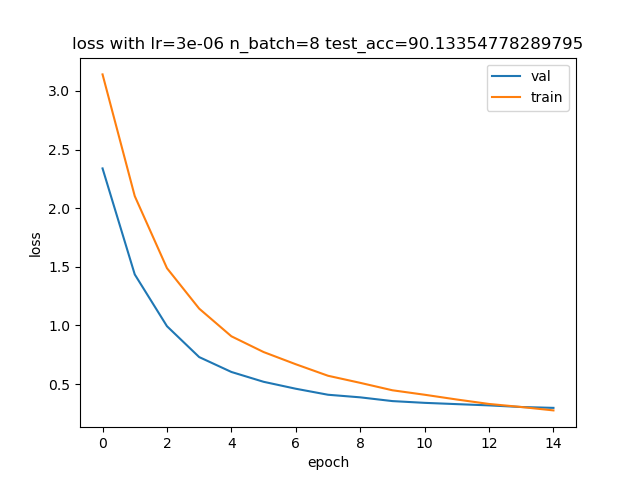 loss with lr=3e-06 n_batch=8 test_acc=90.13354778289795
val
train
3.0
2.5
2.0
1.5
1.0
0.5
loss
0 2 4 6 8 10 12 14
epoch